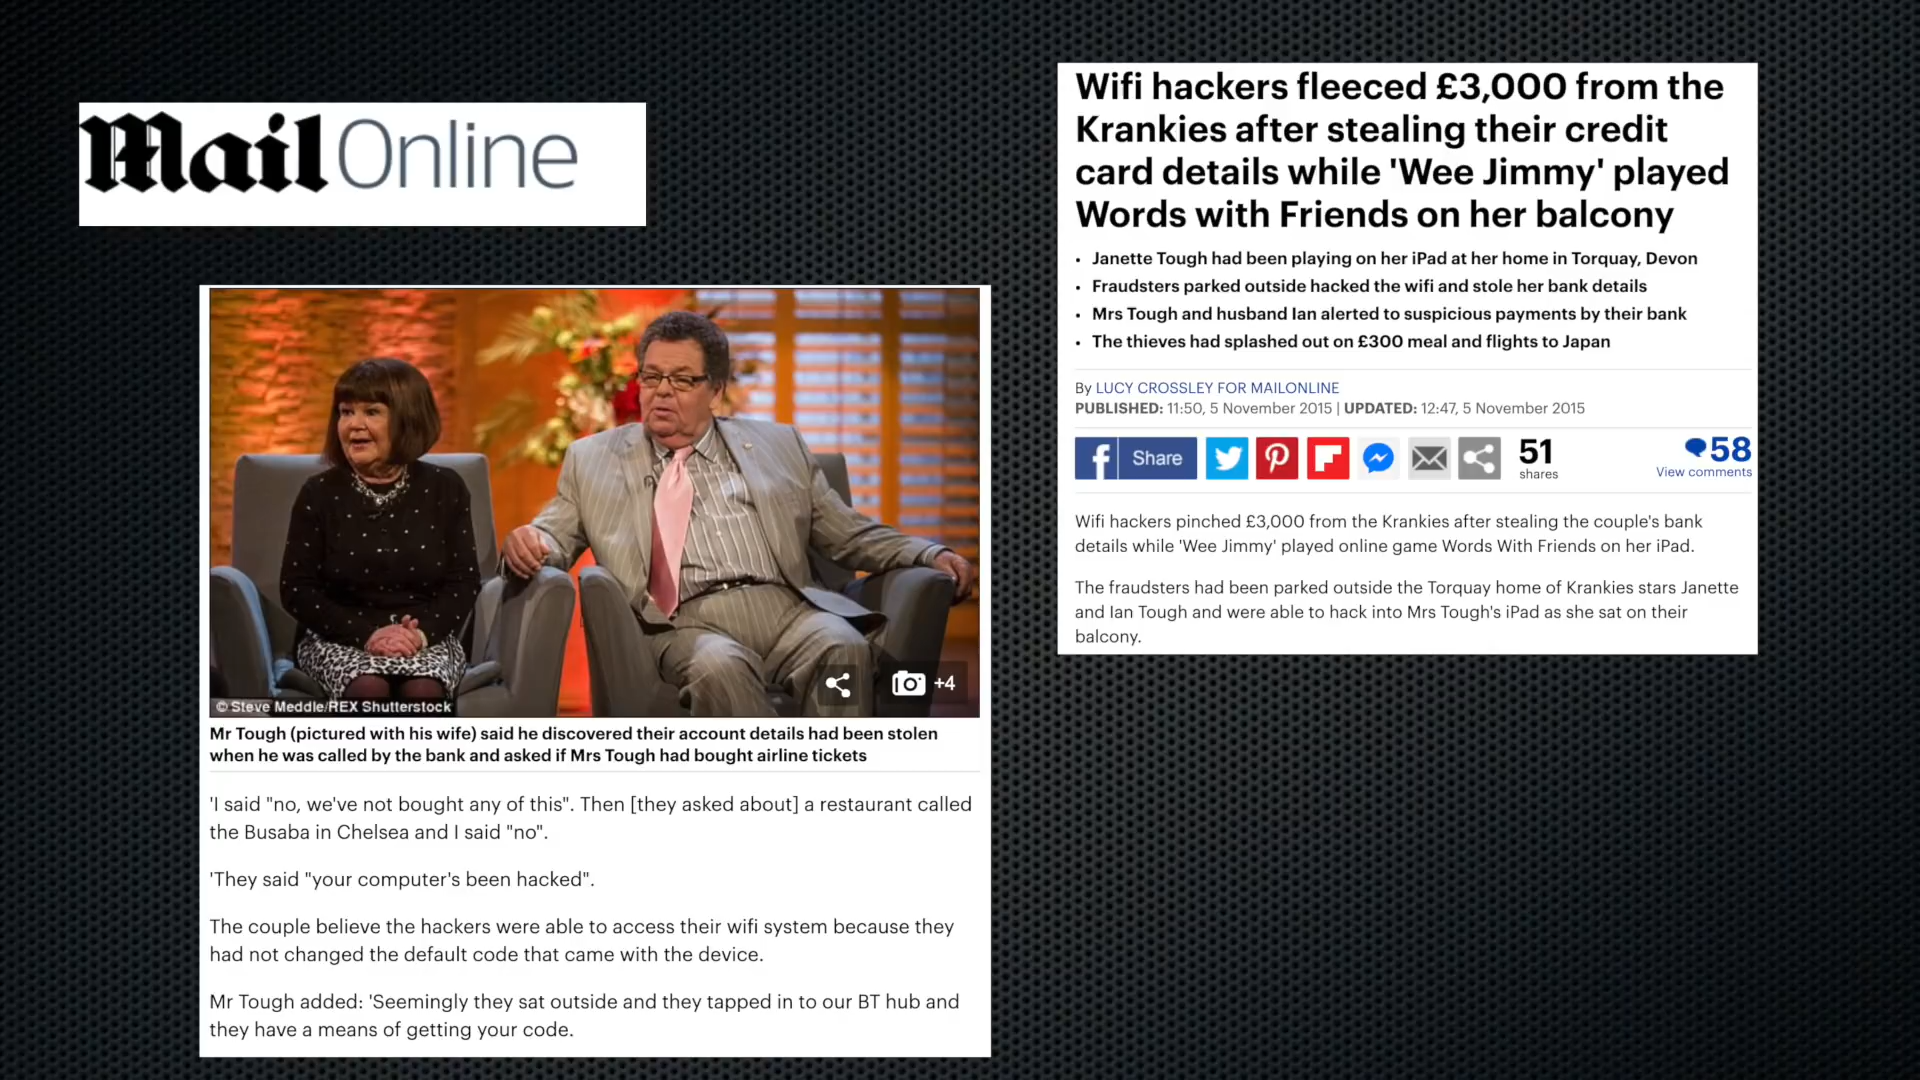 Mail Online
© Steve Meddle/REX Shutterstock
+4
Mr Tough (pictured with his wife) said he discovered their account details had been stolen
when he was called by the bank and asked if Mrs Tough had bought airline tickets
'I said "no, we've not bought any of this". Then [they asked about] a restaurant called
the Busaba in Chelsea and I said "no".
'They said "your computer's been hacked".
The couple believe the hackers were able to access their wifi system because they
had not changed the default code that came with the device.
Mr Tough added: 'Seemingly they sat outside and they tapped in to our BT hub and
they have a means of getting your code.
Wifi hackers fleeced £3,000 from the
Krankies after stealing their credit
card details while 'Wee Jimmy' played
Words with Friends on her balcony
• Janette Tough had been playing on her iPad at her home in Torquay, Devon
• Fraudsters parked outside hacked the wifi and stole her bank details
• Mrs Tough and husband Ian alerted to suspicious payments by their bank
• The thieves had splashed out on £300 meal and flights to Japan
By LUCY CROSSLEY FOR MAILONLINE
PUBLISHED: 11:50, 5 November 2015 | UPDATED: 12:47, 5 November 2015
f Share
51
shares
58
View comments
Wifi hackers pinched £3,000 from the Krankies after stealing the couple's bank
details while 'Wee Jimmy' played online game Words With Friends on her iPad.
The fraudsters had been parked outside the Torquay home of Krankies stars Janette
and Ian Tough and were able to hack into Mrs Tough's iPad as she sat on their
balcony.